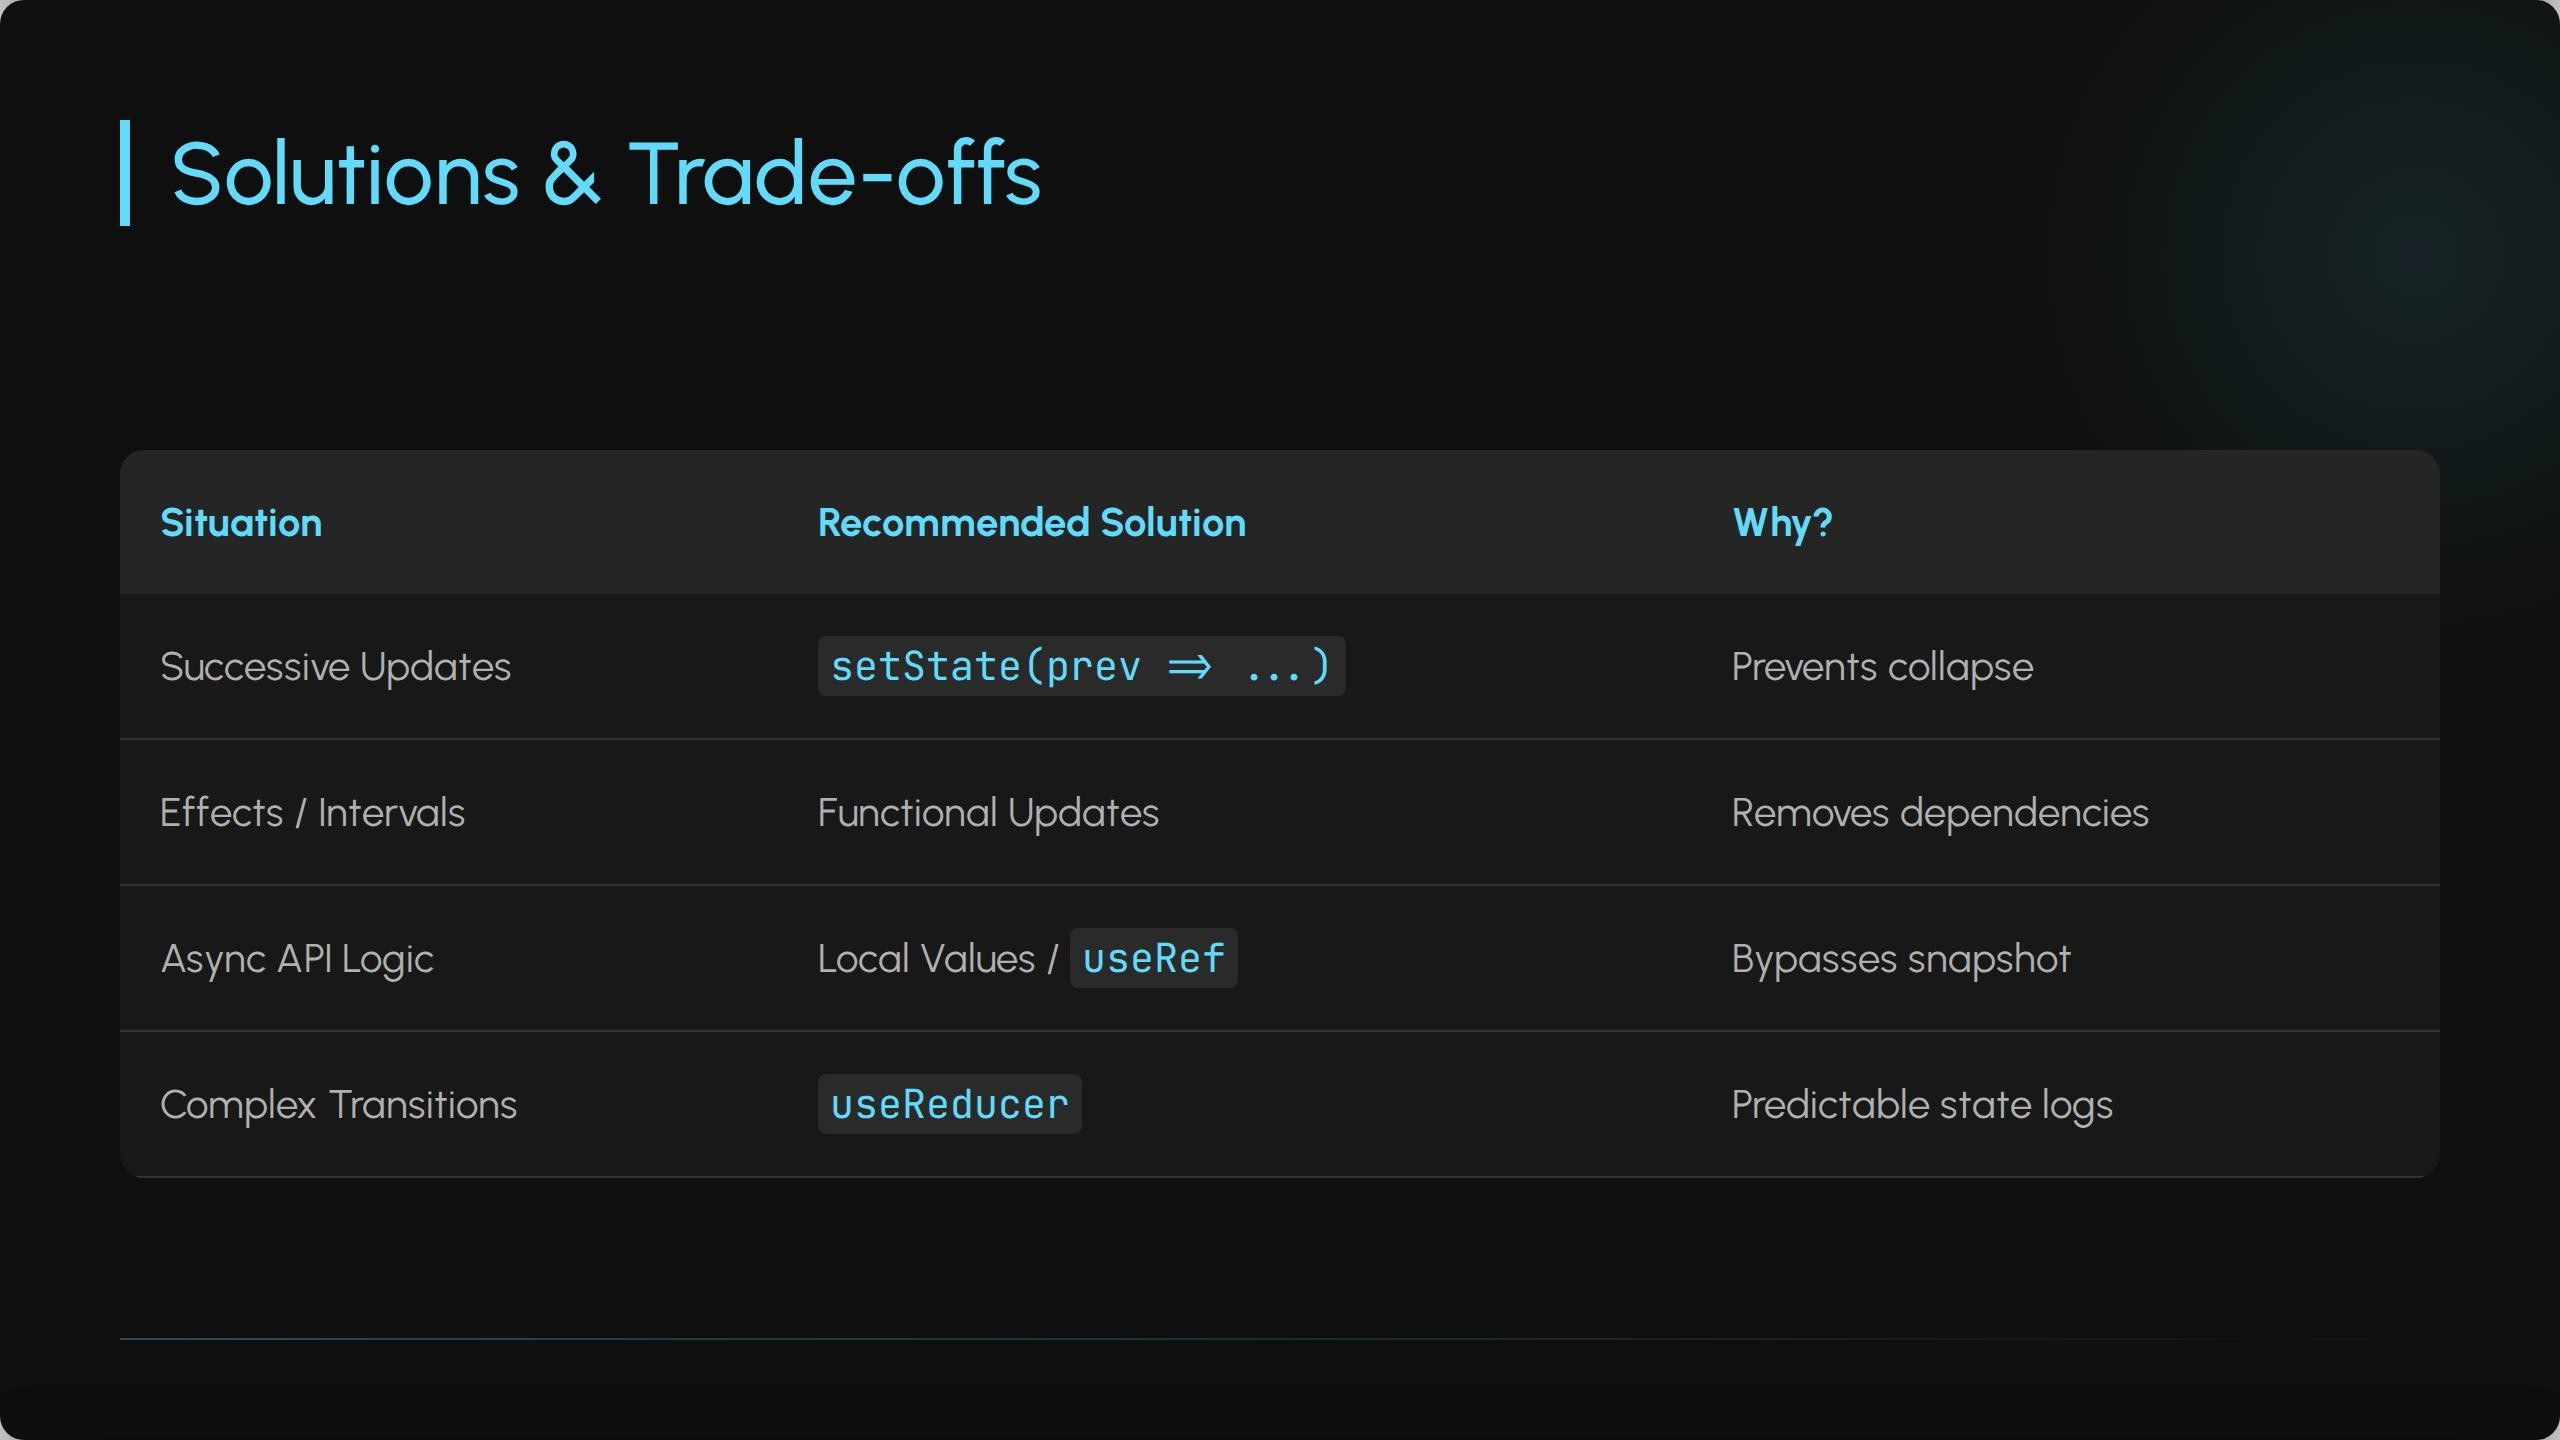 Solutions & Trade-offs
Situation Recommended Solution Why?
Successive Updates setState(prev => ...) Prevents collapse
Effects / Intervals Functional Updates Removes dependencies
Async API Logic Local Values / useRef Bypasses snapshot
Complex Transitions useReducer Predictable state logs